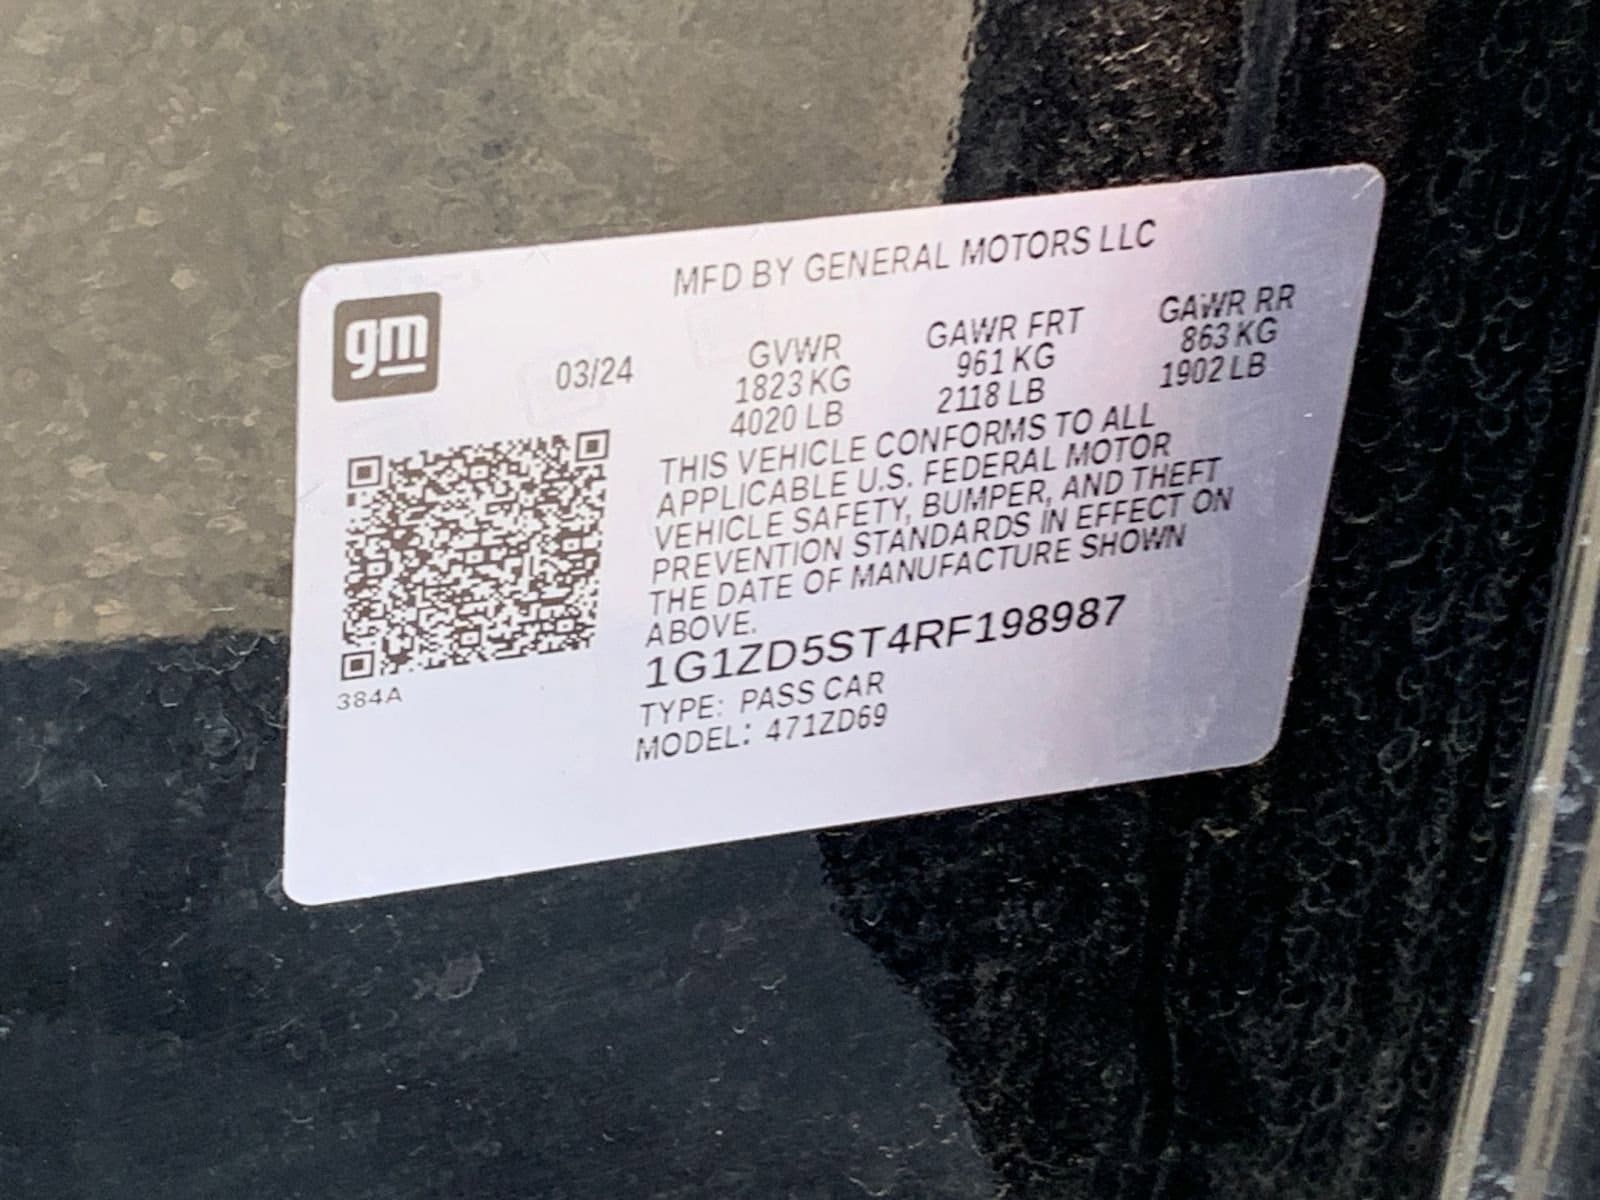 MFD BY GENERAL MOTORS LLC
gm
03/24
GVWR
1823 KG
4020 LB
GAWR FRT
961 KG
2118 LB
GAWR RR
863 KG
1902 LB
THIS VEHICLE CONFORMS TO ALL
APPLICABLE U.S. FEDERAL MOTOR
VEHICLE SAFETY, BUMPER, AND THEFT
PREVENTION STANDARDS IN EFFECT ON
THE DATE OF MANUFACTURE SHOWN
ABOVE.
1G1ZD5ST4RF198987
TYPE: PASS CAR
MODEL: 471ZD69
384A